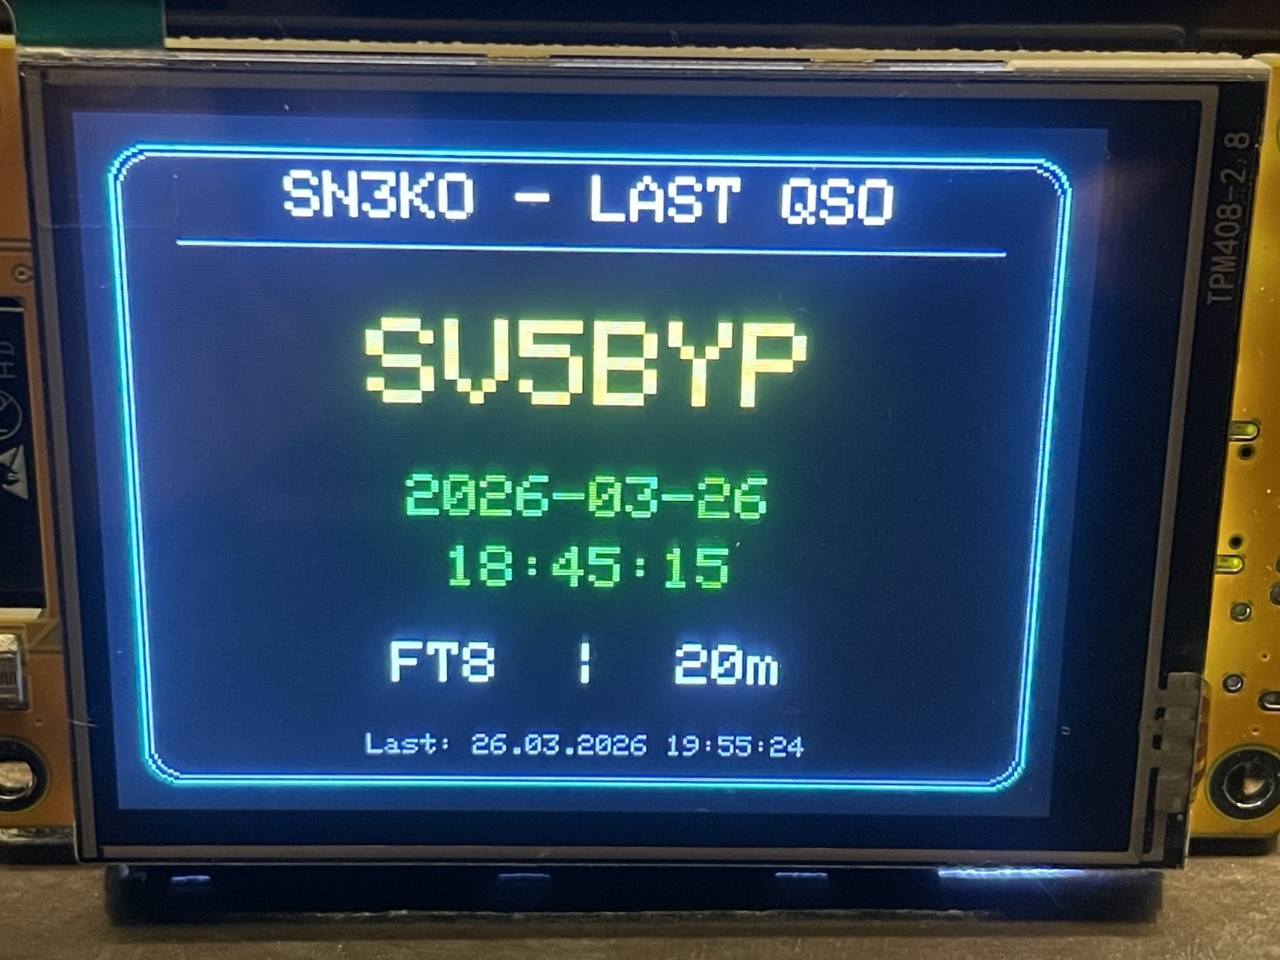 SN3KO - LAST QSO
SV5BYP
2026-03-26
18:45:15
FT8 | 20m
Last: 26.03.2026 19:55:24
TPM408-2.8